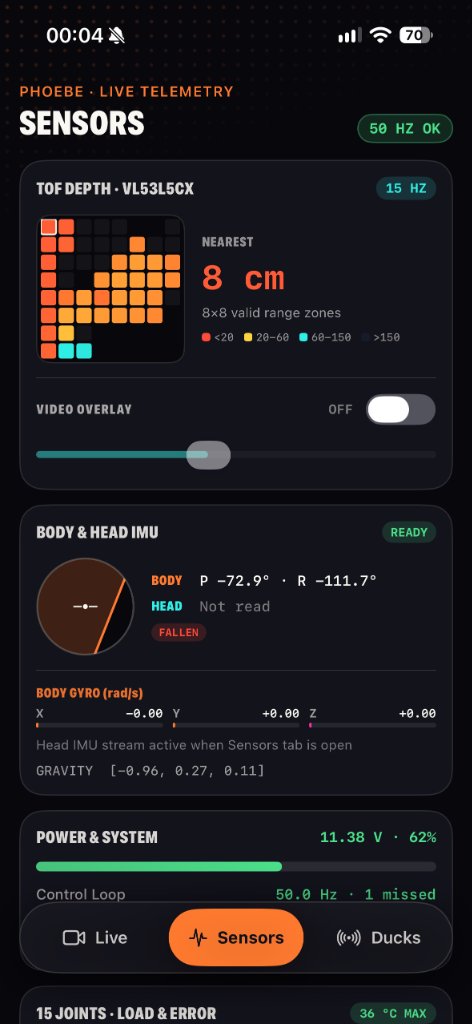 00:04
70
PHOEBE · LIVE TELEMETRY
SENSORS
50 HZ OK
TOF DEPTH · VL53L5CX
15 HZ
NEAREST
8 cm
8×8 valid range zones
<20 20–60 60–150 >150
VIDEO OVERLAY
OFF
BODY & HEAD IMU
READY
BODY P −72.9° · R −111.7°
HEAD Not read
FALLEN
BODY GYRO (rad/s)
X −0.00 Y +0.00 Z +0.00
Head IMU stream active when Sensors tab is open
GRAVITY [−0.96, 0.27, 0.11]
POWER & SYSTEM
11.38 V · 62%
Control Loop 50.0 Hz · 1 missed
Live Sensors Ducks
15 JOINTS · LOAD & ERROR
36 °C MAX